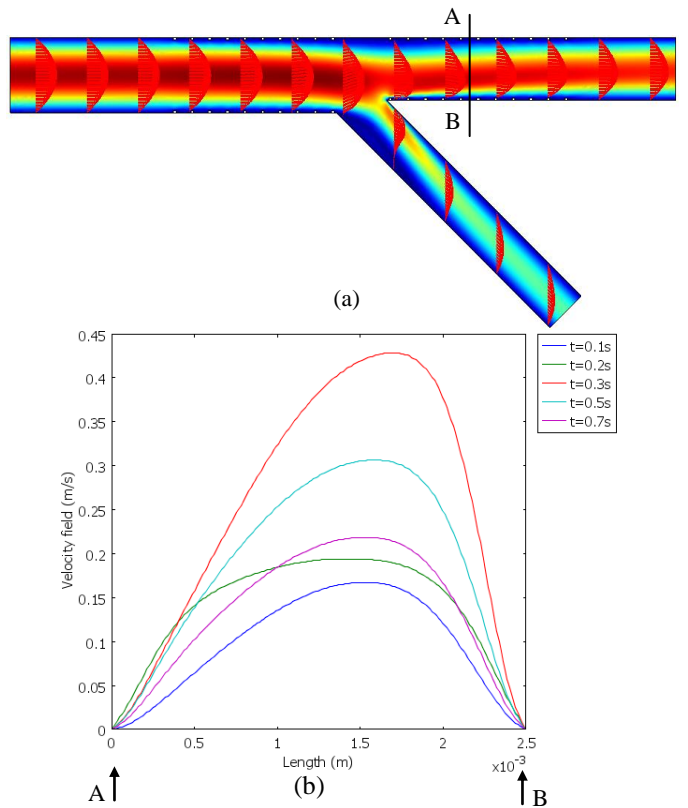 A
B
(a)
0.45
0.4
0.35
0.3
0.25
0.2
0.15
0.1
0.05
0
Velocity field (m/s)
t=0.1s
t=0.2s
t=0.3s
t=0.5s
t=0.7s
0 0.5 1 1.5 2 2.5
Length (m)
×10⁻³
A
(b)
B